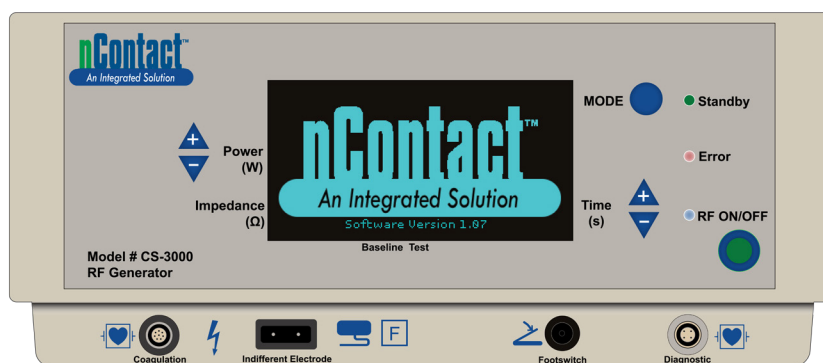 nContact™
An Integrated Solution
nContact™
An Integrated Solution
Software Version 1.07
Baseline Test
+
−
Power
(W)
Impedance
(Ω)
MODE
Standby
Error
Time
(s)
+
−
RF ON/OFF
Model # CS-3000
RF Generator
F
Coagulation
Indifferent Electrode
Footswitch
Diagnostic